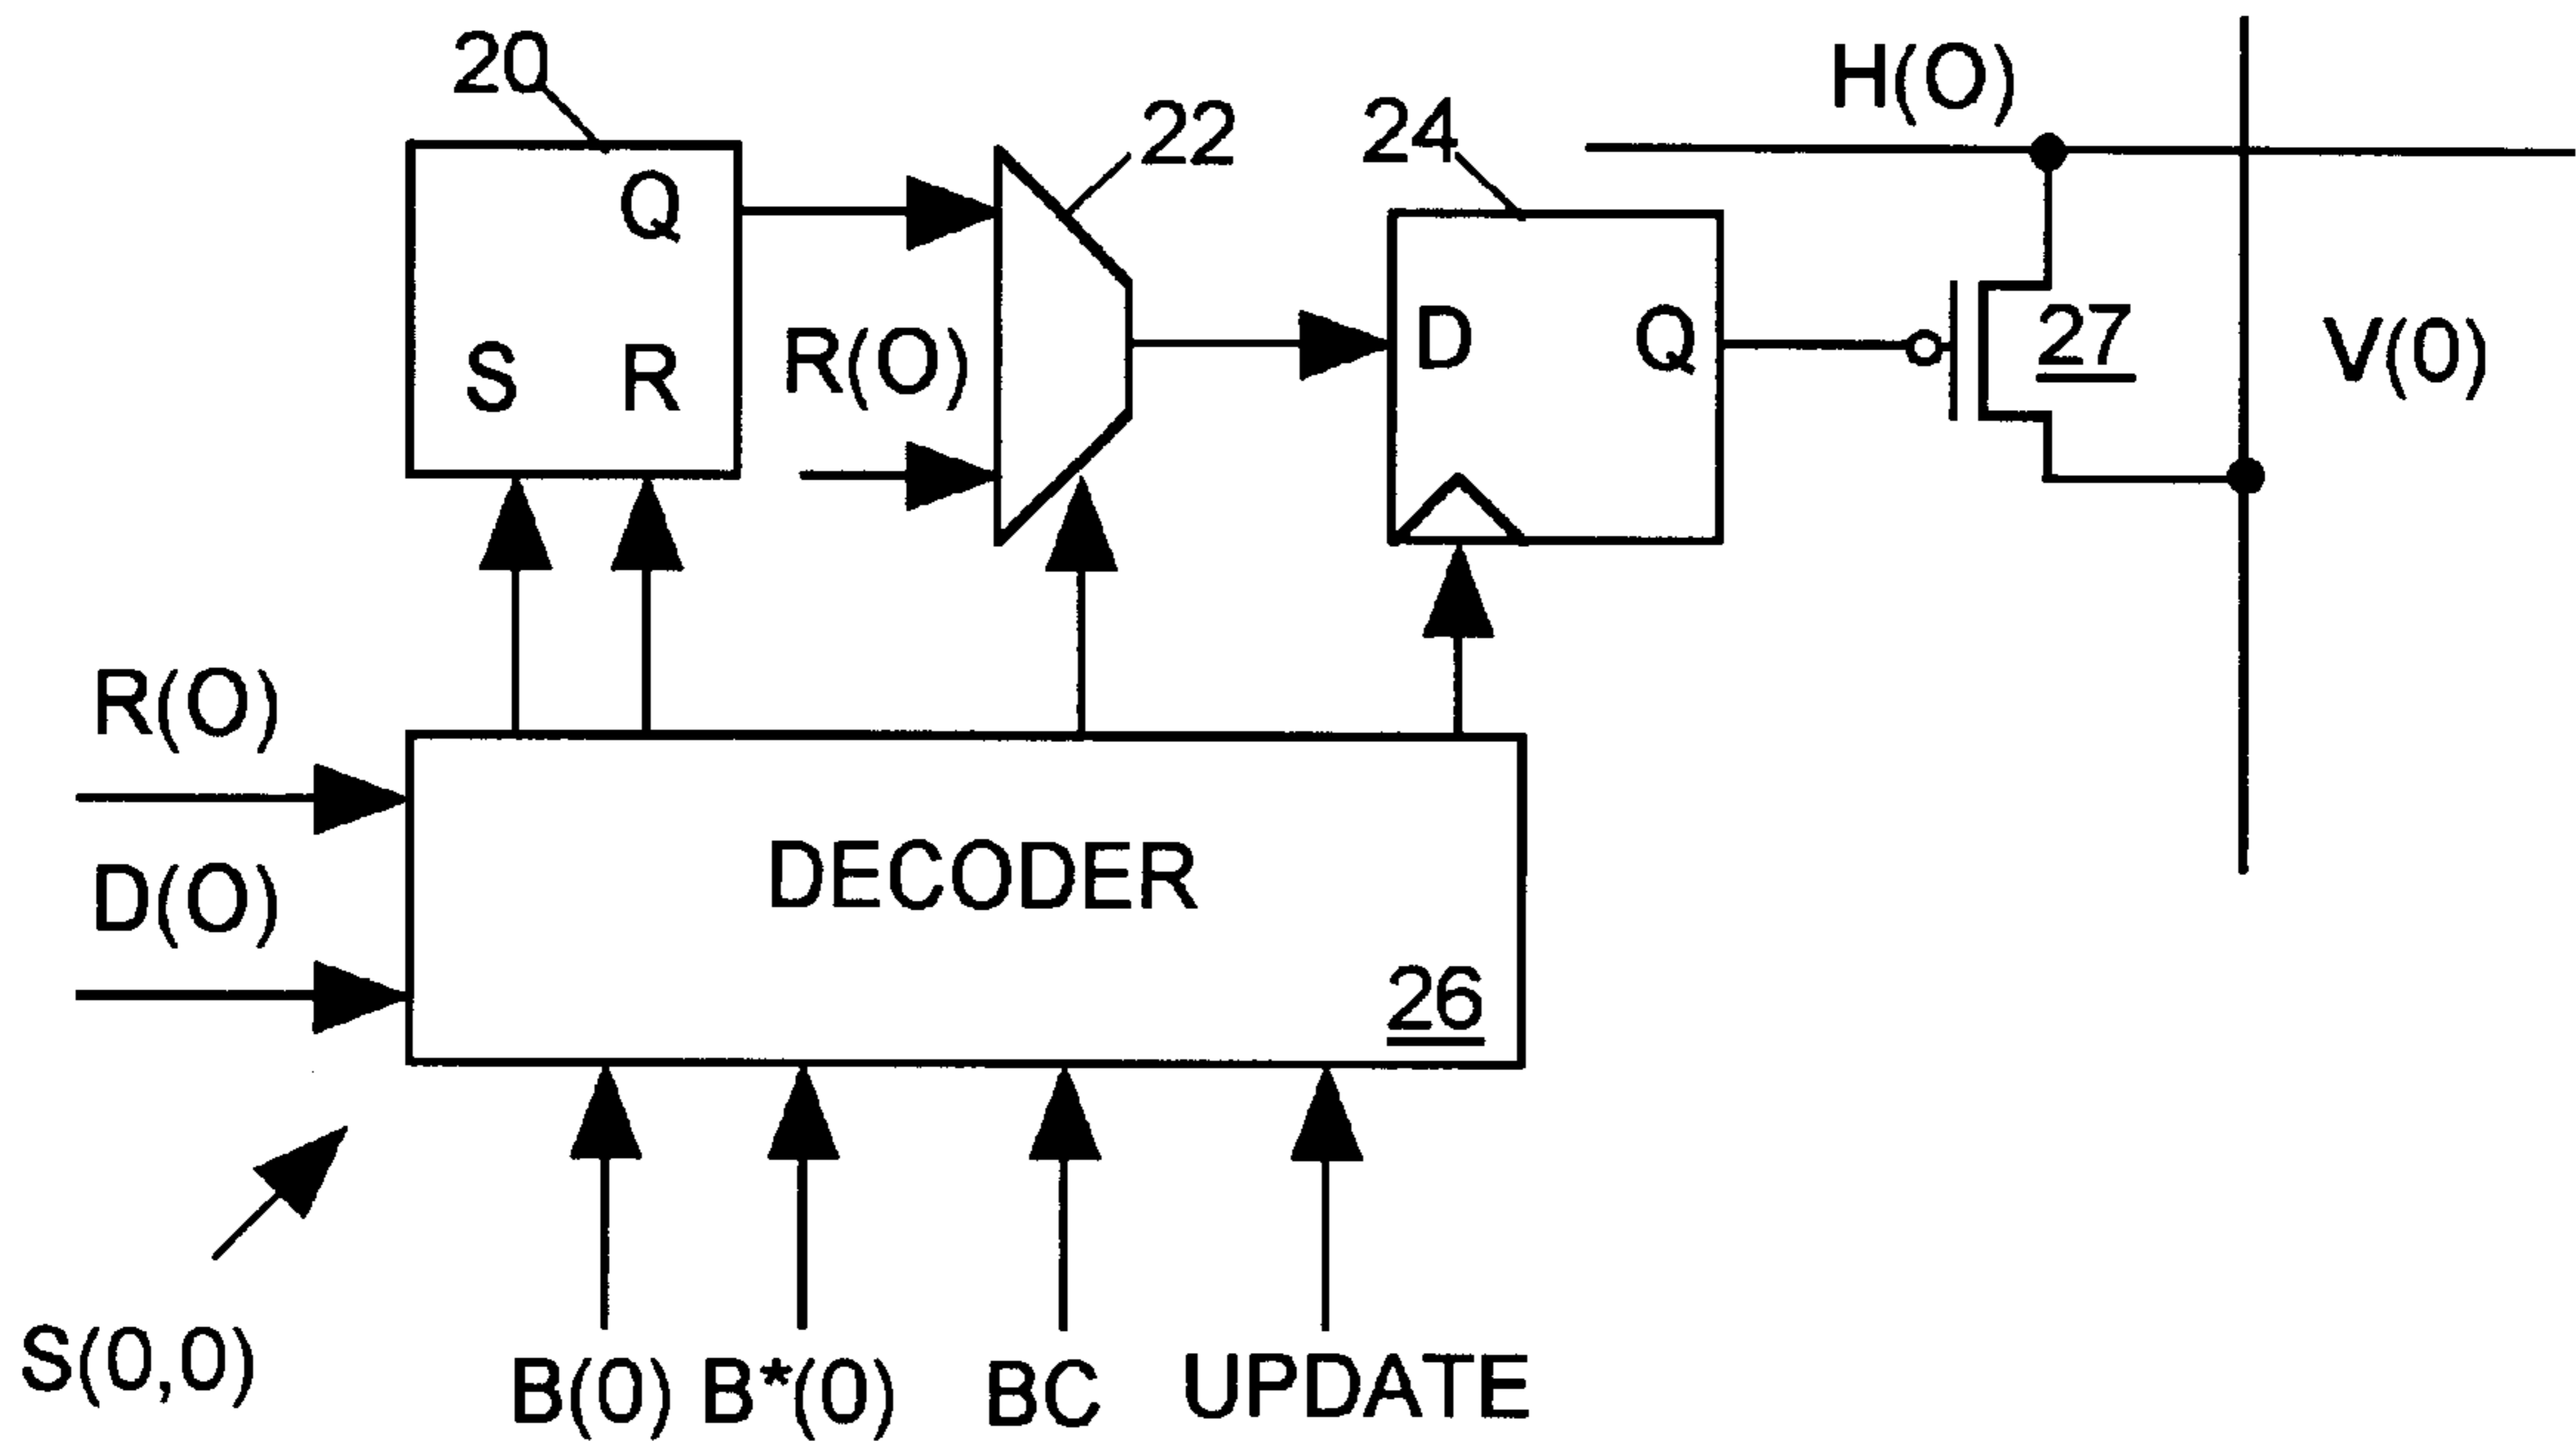 20
22
24
H(O)
Q
S R
R(O)
D Q
27
V(0)
R(O)
D(O)
DECODER
26
S(0,0)
B(0) B*(0) BC UPDATE